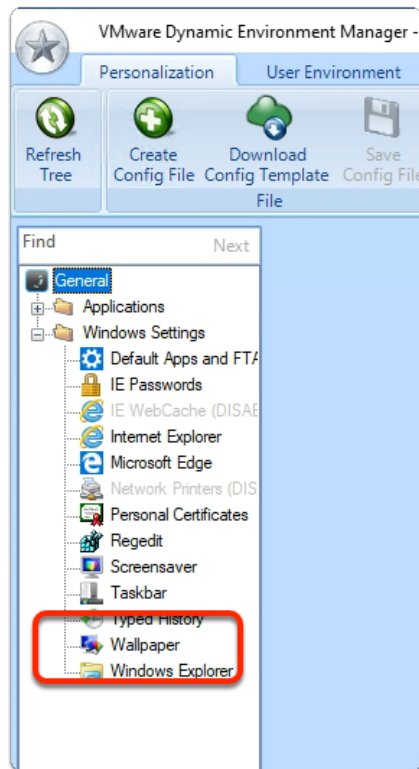 VMware Dynamic Environment Manager -
Personalization User Environment
Refresh Tree
Create Config File
Download Config Template
Save Config File
File
Find Next
General
Applications
Windows Settings
Default Apps and FTA
IE Passwords
IE WebCache (DISAB
Internet Explorer
Microsoft Edge
Network Printers (DIS
Personal Certificates
Regedit
Screensaver
Taskbar
Typed History
Wallpaper
Windows Explorer